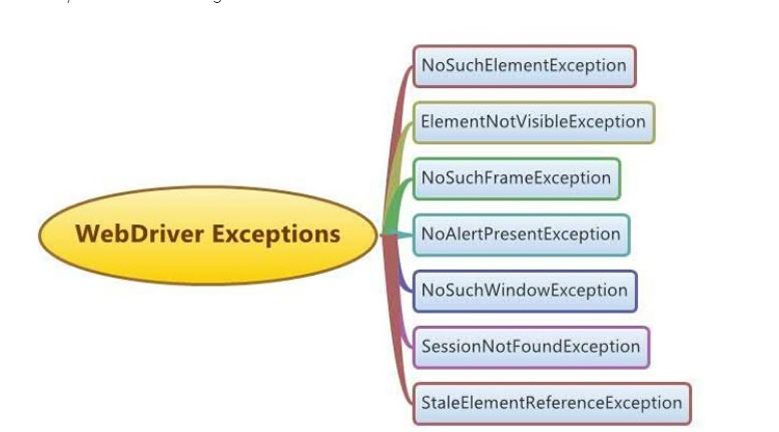 WebDriver Exceptions
NoSuchElementException
ElementNotVisibleException
NoSuchFrameException
NoAlertPresentException
NoSuchWindowException
SessionNotFoundException
StaleElementReferenceException